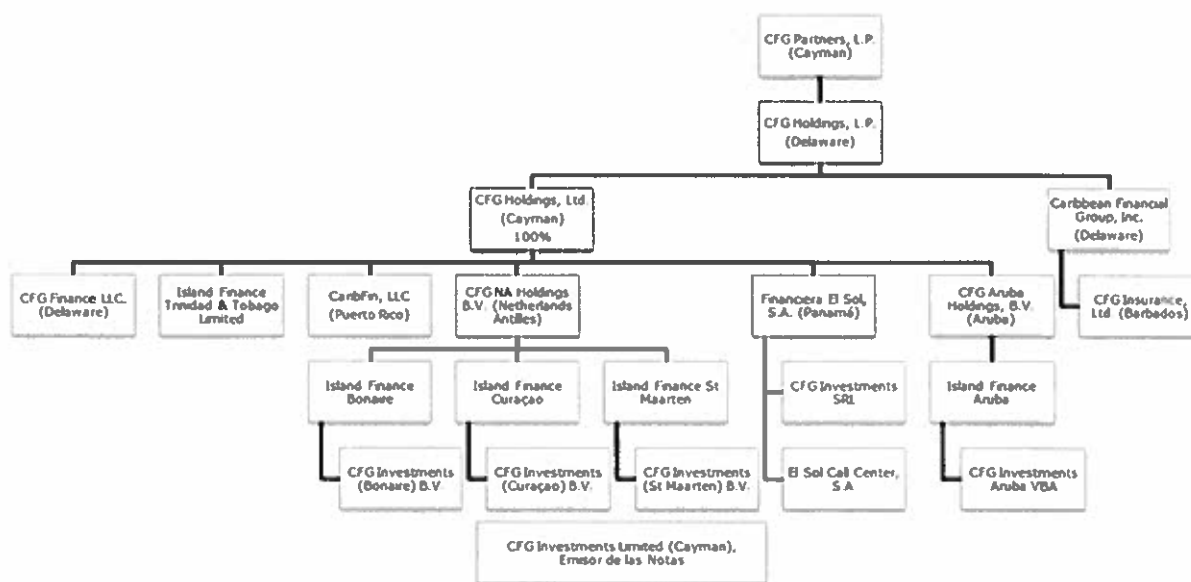 CFG Partners, L.P.
(Cayman)
CFG Holdings, L.P.
(Delaware)
CFG Holdings, Ltd.
(Cayman)
100%
Caribbean Financial
Group, Inc.
(Delaware)
CFG Finance LLC.
(Delaware)
Island Finance
Trinidad & Tobago
Limited
CaribFin, LLC
(Puerto Rico)
CFG NA Holdings
B.V. (Netherlands
Antilles)
Financiera El Sol,
S.A. (Panamá)
CFG Aruba
Holdings, B.V.
(Aruba)
CFG Insurance,
Ltd. (Barbados)
Island Finance
Bonaire
Island Finance
Curaçao
Island Finance St
Maarten
CFG Investments
SRL
Island Finance
Aruba
CFG Investments
(Bonaire) B.V.
CFG Investments
(Curaçao) B.V.
CFG Investments
(St Maarten) B.V.
El Sol Call Center,
S.A
CFG Investments
Aruba VBA
CFG Investments Limited (Cayman),
Emisor de las Notas